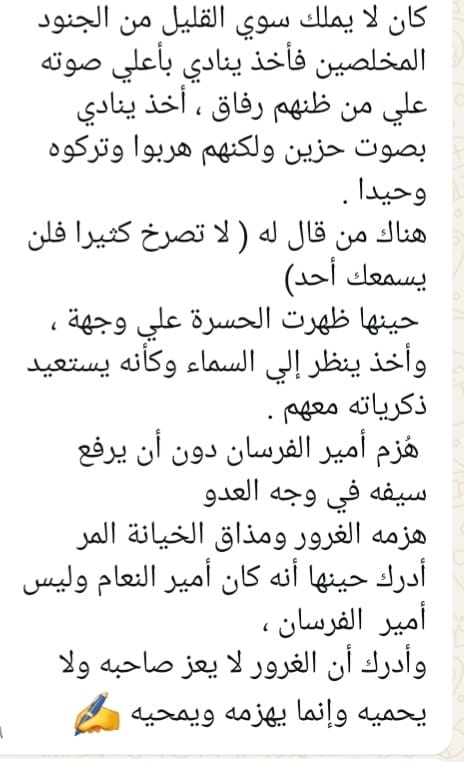 كان لا يملك سوي القليل من الجنود
المخلصين فأخذ ينادي بأعلي صوته
علي من ظنهم رفاق ، أخذ ينادي
بصوت حزين ولكنهم هربوا وتركوه
وحيدا .
هناك من قال له ( لا تصرخ كثيرا فلن
يسمعك أحد)
حينها ظهرت الحسرة علي وجهة ،
وأخذ ينظر إلي السماء وكأنه يستعيد
ذكرياته معهم .
هُزم أمير الفرسان دون أن يرفع
سيفه في وجه العدو
هزمه الغرور ومذاق الخيانة المر
أدرك حينها أنه كان أمير النعام وليس
أمير الفرسان ،
وأدرك أن الغرور لا يعز صاحبه ولا
يحميه وإنما يهزمه ويمحيه ✍️